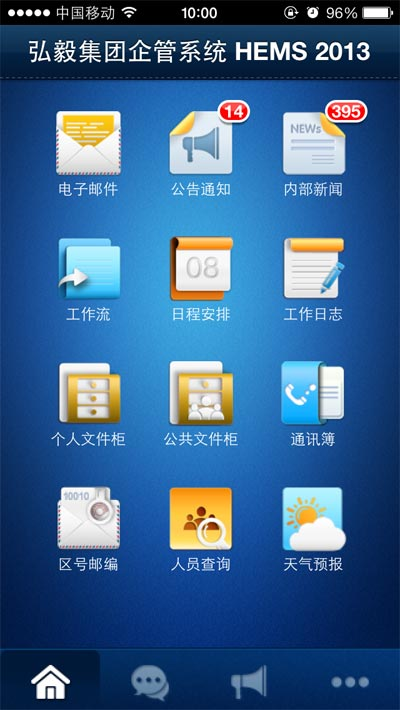 中国移动 10:00 96%
弘毅集团企管系统 HEMS 2013
14 395
NEWs
电子邮件 公告通知 内部新闻
08
工作流 日程安排 工作日志
个人文件柜 公共文件柜 通讯簿
10010
区号邮编 人员查询 天气预报